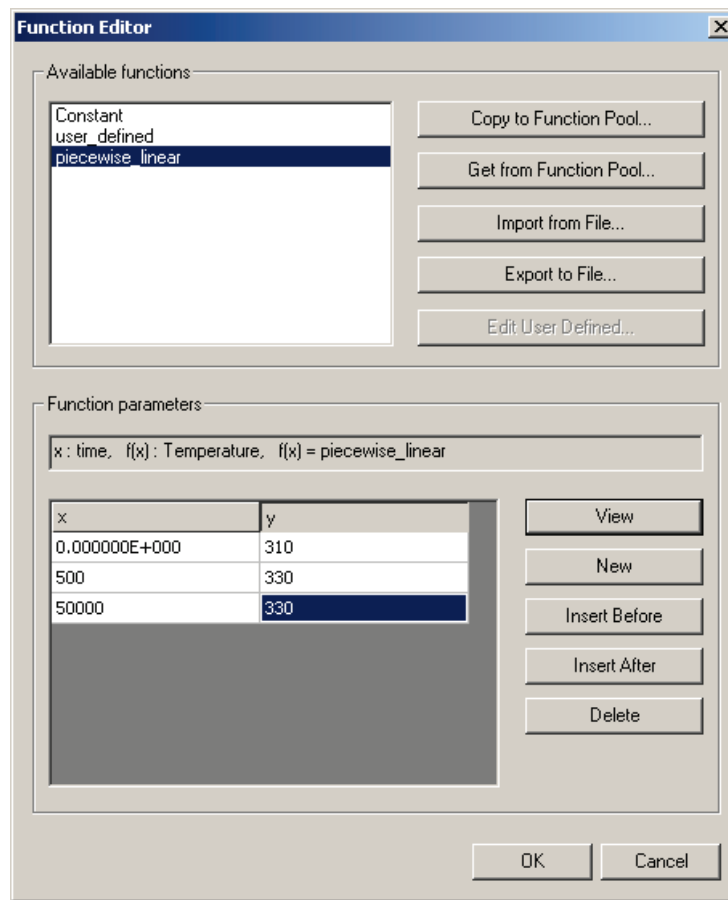 Function Editor
Available functions
Constant
user_defined
piecewise_linear
Copy to Function Pool...
Get from Function Pool...
Import from File...
Export to File...
Edit User Defined...
Function parameters
x : time,   f(x) : Temperature,   f(x) = piecewise_linear
x y
0.000000E+000 310
500 330
50000 330
View
New
Insert Before
Insert After
Delete
OK Cancel